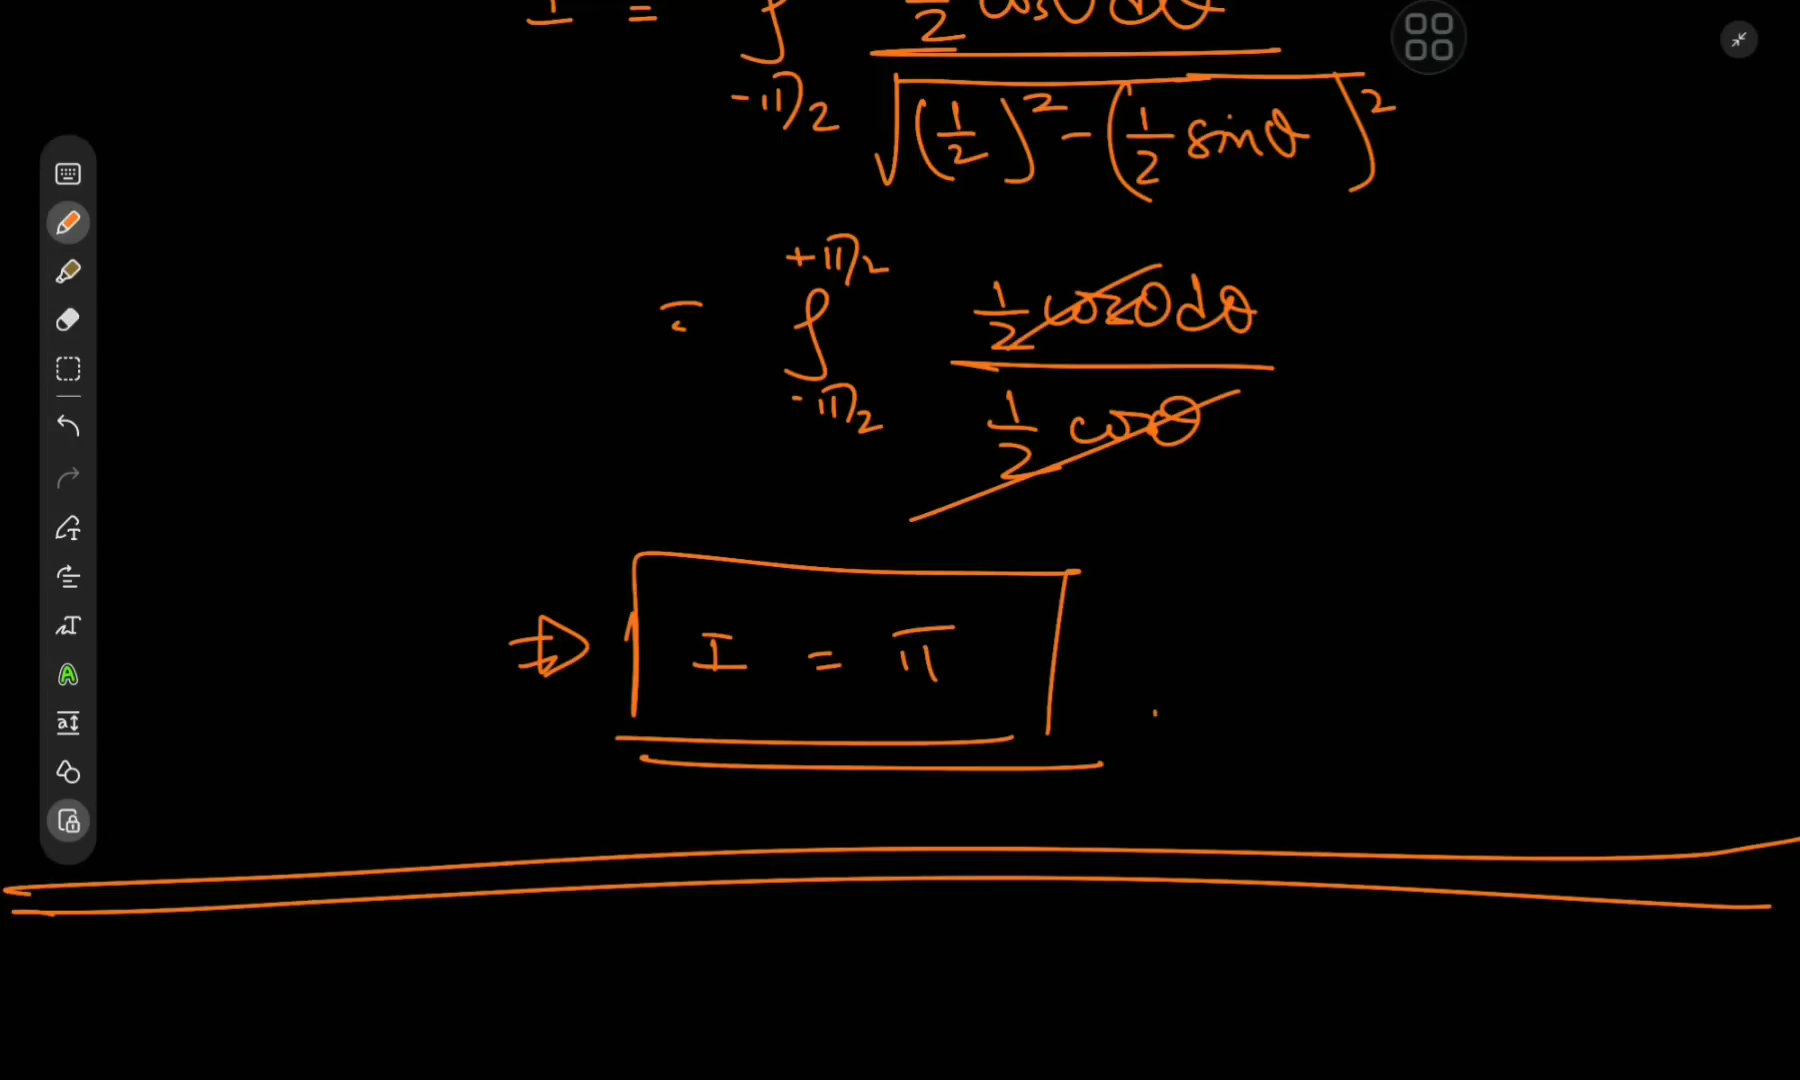 I = ∫ 1/2 cosθ dθ
-π/2 √((1/2)² - (1/2 sinθ)²
= ∫ +π/2 -π/2 1/2 cosθ dθ
1/2 cosθ
⇒ I = π